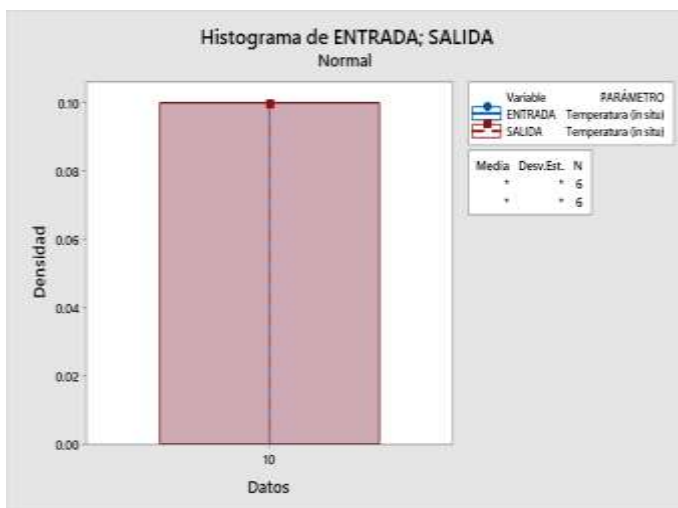 Histograma de ENTRADA; SALIDA
Normal
Variable PARÁMETRO
ENTRADA Temperatura (in situ)
SALIDA Temperatura (in situ)
Media Desv.Est. N
* * 6
* * 6
Densidad
0.10
0.08
0.06
0.04
0.02
0.00
10
Datos